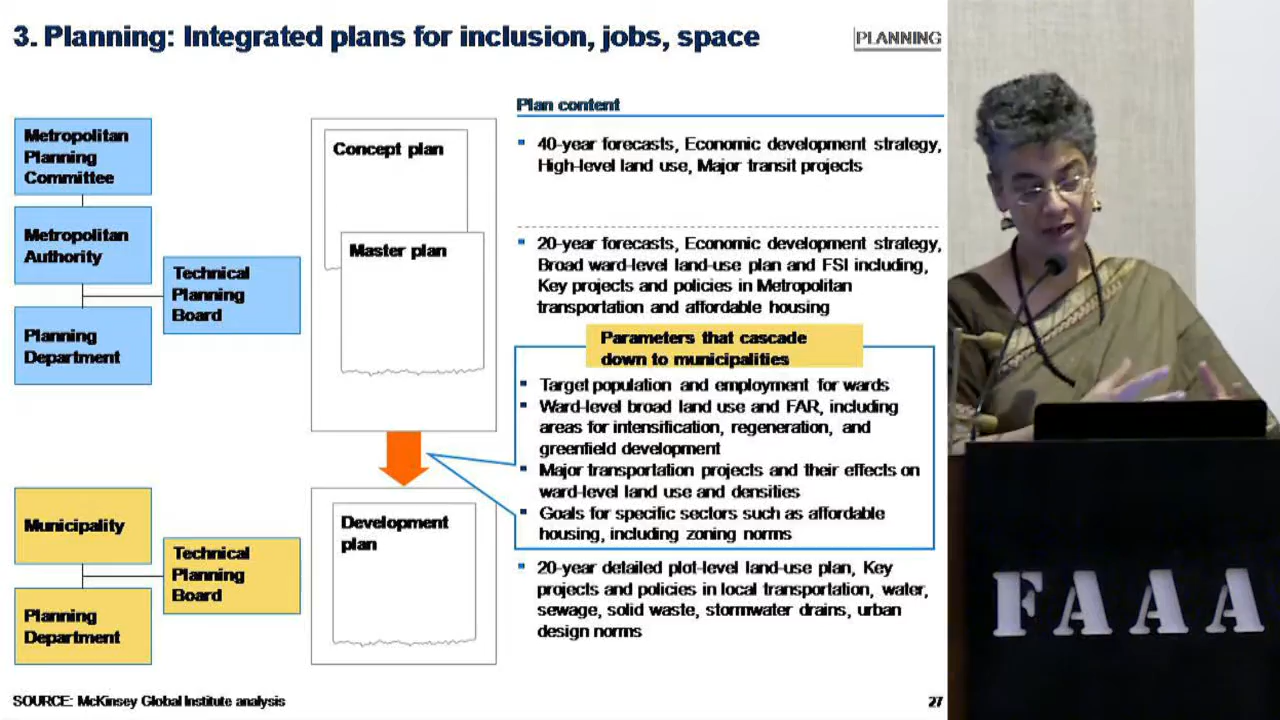 3. Planning: Integrated plans for inclusion, jobs, space
PLANNING
Metropolitan
Planning
Committee
Metropolitan
Authority
Technical
Planning
Board
Planning
Department
Concept plan
Master plan
Plan content
40-year forecasts, Economic development strategy,
High-level land use, Major transit projects
20-year forecasts, Economic development strategy,
Broad ward-level land-use plan and FSI including,
Key projects and policies in Metropolitan
transportation and affordable housing
Parameters that cascade
down to municipalities
Target population and employment for wards
Ward-level broad land use and FAR, including
areas for intensification, regeneration, and
greenfield development
Major transportation projects and their effects on
ward-level land use and densities
Goals for specific sectors such as affordable
housing, including zoning norms
Municipality
Technical
Planning
Board
Planning
Department
Development
plan
20-year detailed plot-level land-use plan, Key
projects and policies in local transportation, water,
sewage, solid waste, stormwater drains, urban
design norms
SOURCE: McKinsey Global Institute analysis
27
FAAA